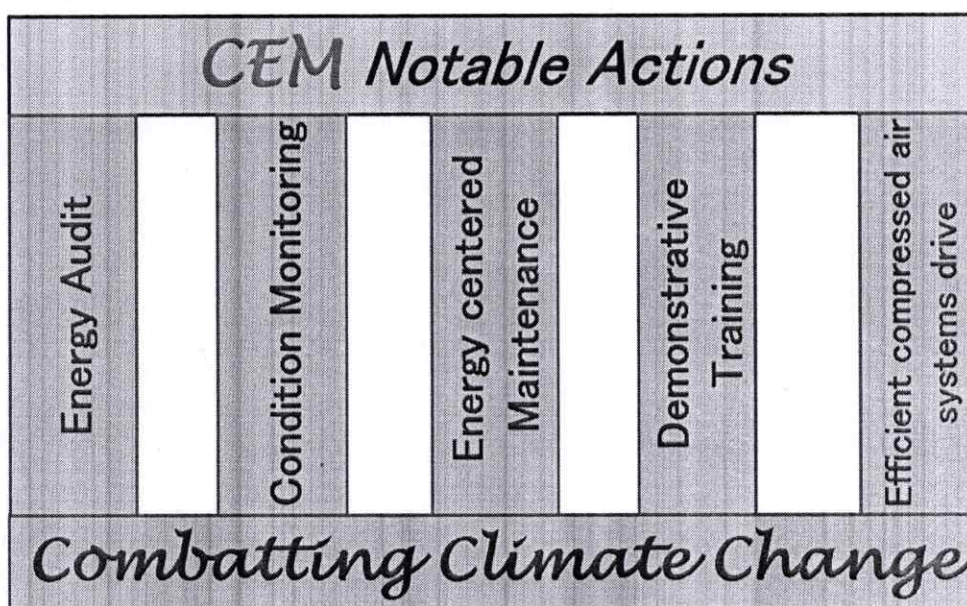 CEM Notable Actions
Energy Audit
Condition Monitoring
Energy centered
Maintenance
Demonstrative
Training
Efficient compressed air
systems drive
Combatting Climate Change